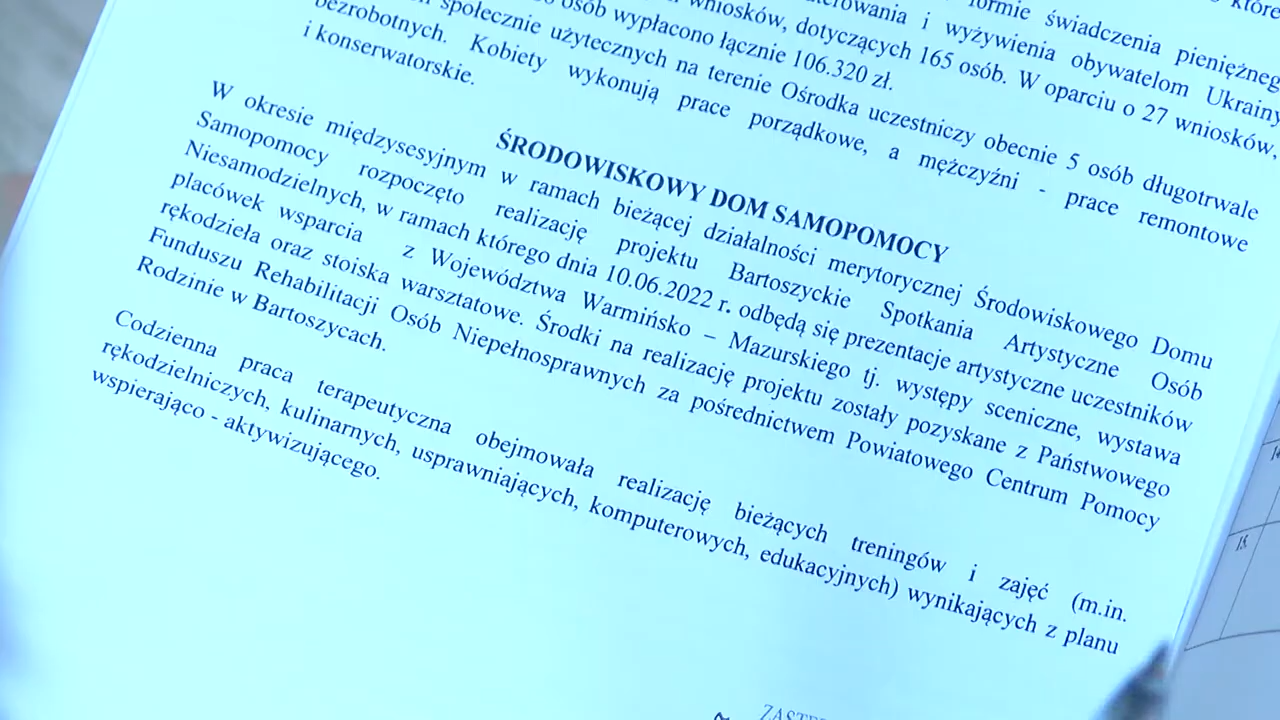 które
formie świadczenia pieniężneg
i wyżywienia obywatelom Ukrainy
wniosków, dotyczących 165 osób. W oparciu o 27 wniosków,
osób wypłacono łącznie 106.320 zł.
społecznie użytecznych na terenie Ośrodka uczestniczy obecnie 5 osób długotrwale
bezrobotnych. Kobiety wykonują prace porządkowe, a mężczyźni - prace remontowe
i konserwatorskie.
ŚRODOWISKOWY DOM SAMOPOMOCY
W okresie międzysesyjnym w ramach bieżącej działalności merytorycznej Środowiskowego Domu
Samopomocy rozpoczęto realizację projektu Bartoszyckie Spotkania Artystyczne Osób
Niesamodzielnych, w ramach którego dnia 10.06.2022 r. odbędą się prezentacje artystyczne uczestników
placówek wsparcia z Województwa Warmińsko – Mazurskiego tj. występy sceniczne, wystawa
rękodzieła oraz stoiska warsztatowe. Środki na realizację projektu zostały pozyskane z Państwowego
Funduszu Rehabilitacji Osób Niepełnosprawnych za pośrednictwem Powiatowego Centrum Pomocy
Rodzinie w Bartoszycach.
Codzienna praca terapeutyczna obejmowała realizację bieżących treningów i zajęć (m.in.
rękodzielniczych, kulinarnych, usprawniających, komputerowych, edukacyjnych) wynikających z planu
wspierająco - aktywizującego.
15.